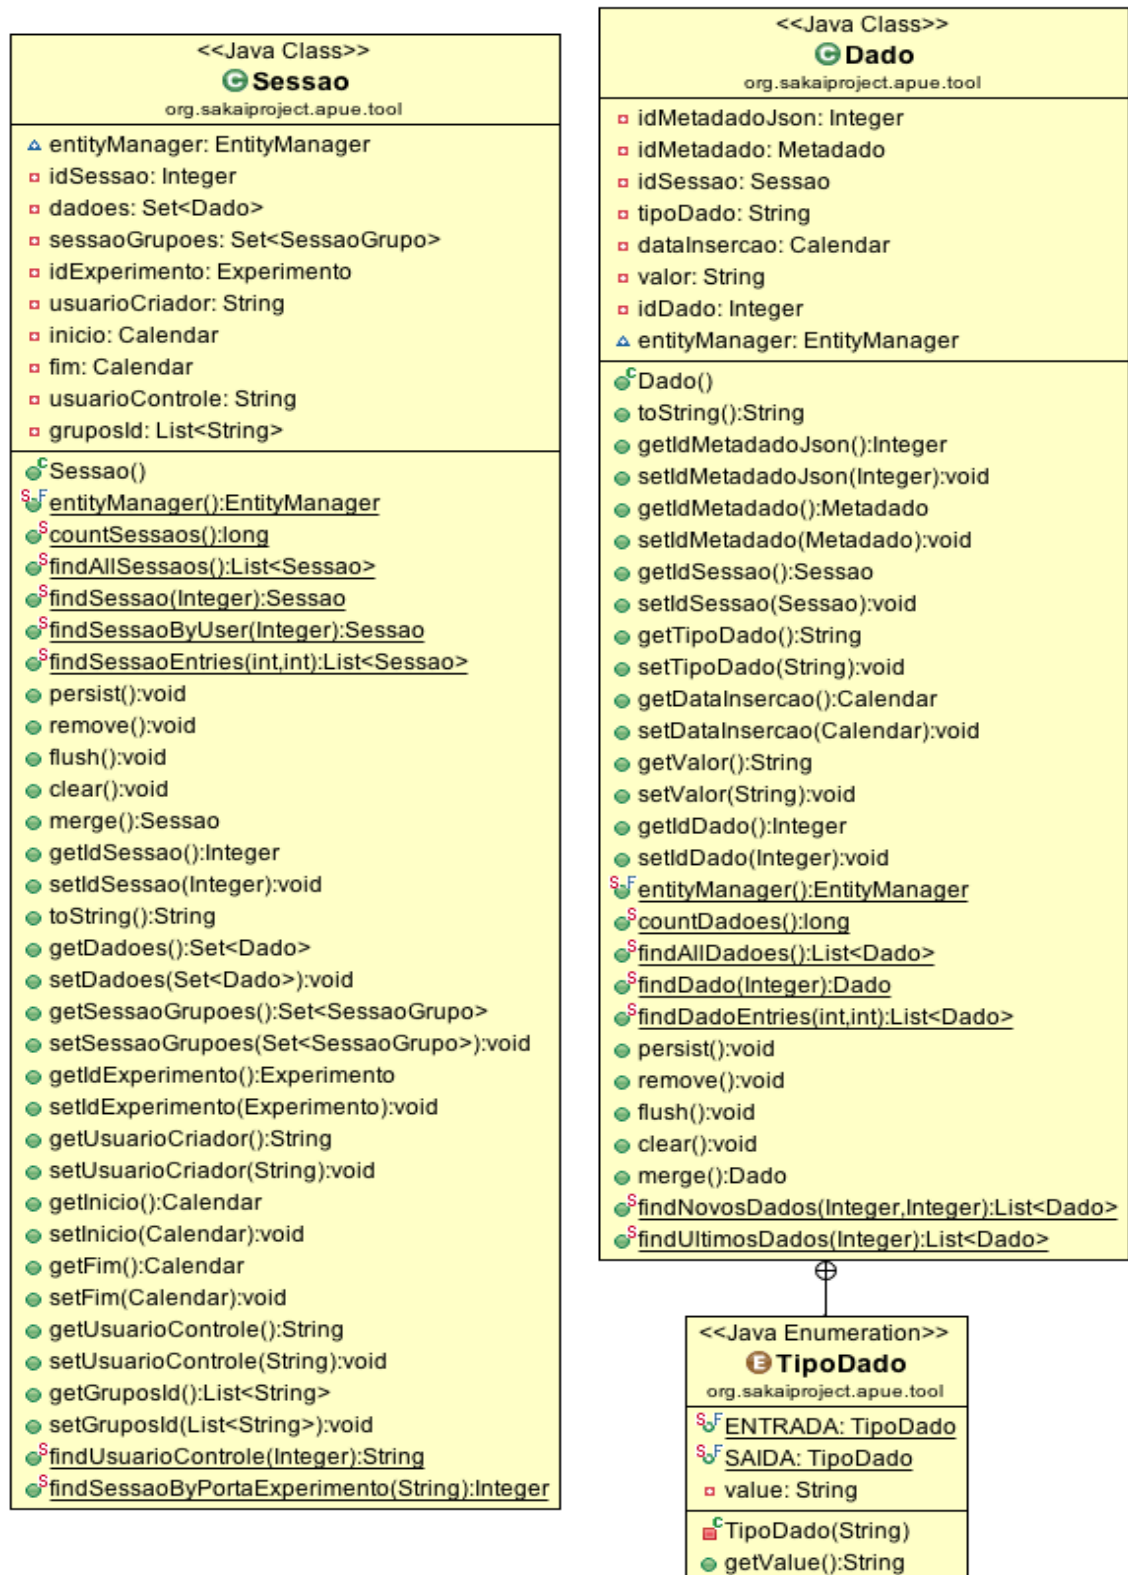 <<Java Class>>
Sessao
org.sakaiproject.apue.tool
entityManager: EntityManager
idSessao: Integer
dadoes: Set<Dado>
sessaoGrupoes: Set<SessaoGrupo>
idExperimento: Experimento
usuarioCriador: String
inicio: Calendar
fim: Calendar
usuarioControle: String
gruposId: List<String>
Sessao()
entityManager():EntityManager
countSessaos():long
findAllSessaos():List<Sessao>
findSessao(Integer):Sessao
findSessaoByUser(Integer):Sessao
findSessaoEntries(int,int):List<Sessao>
persist():void
remove():void
flush():void
clear():void
merge():Sessao
getIdSessao():Integer
setIdSessao(Integer):void
toString():String
getDadoes():Set<Dado>
setDadoes(Set<Dado>):void
getSessaoGrupoes():Set<SessaoGrupo>
setSessaoGrupoes(Set<SessaoGrupo>):void
getIdExperimento():Experimento
setIdExperimento(Experimento):void
getUsuarioCriador():String
setUsuarioCriador(String):void
getInicio():Calendar
setInicio(Calendar):void
getFim():Calendar
setFim(Calendar):void
getUsuarioControle():String
setUsuarioControle(String):void
getGruposId():List<String>
setGruposId(List<String>):void
findUsuarioControle(Integer):String
findSessaoByPortaExperimento(String):Integer
<<Java Class>>
Dado
org.sakaiproject.apue.tool
idMetadadoJson: Integer
idMetadado: Metadado
idSessao: Sessao
tipoDado: String
dataInsercao: Calendar
valor: String
idDado: Integer
entityManager: EntityManager
Dado()
toString():String
getIdMetadadoJson():Integer
setIdMetadadoJson(Integer):void
getIdMetadado():Metadado
setIdMetadado(Metadado):void
getIdSessao():Sessao
setIdSessao(Sessao):void
getTipoDado():String
setTipoDado(String):void
getDataInsercao():Calendar
setDataInsercao(Calendar):void
getValor():String
setValor(String):void
getIdDado():Integer
setIdDado(Integer):void
entityManager():EntityManager
countDadoes():long
findAllDadoes():List<Dado>
findDado(Integer):Dado
findDadoEntries(int,int):List<Dado>
persist():void
remove():void
flush():void
clear():void
merge():Dado
findNovosDados(Integer,Integer):List<Dado>
findUltimosDados(Integer):List<Dado>
<<Java Enumeration>>
TipoDado
org.sakaiproject.apue.tool
ENTRADA: TipoDado
SAIDA: TipoDado
value: String
TipoDado(String)
getValue():String